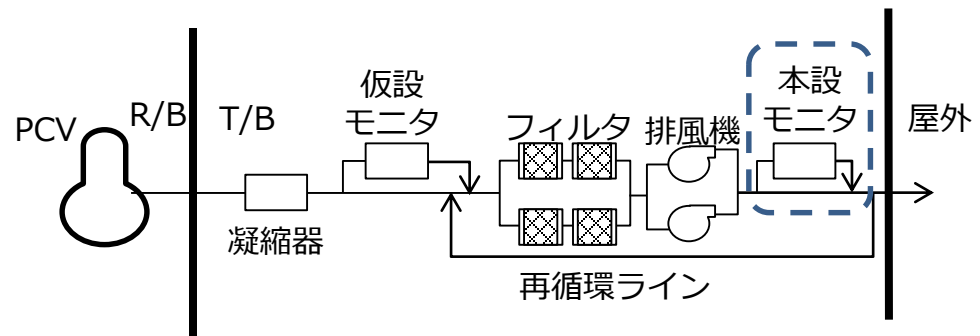 PCV
R/B
T/B
凝縮器
仮設
モニタ
フィルタ
排風機
本設
モニタ
屋外
再循環ライン